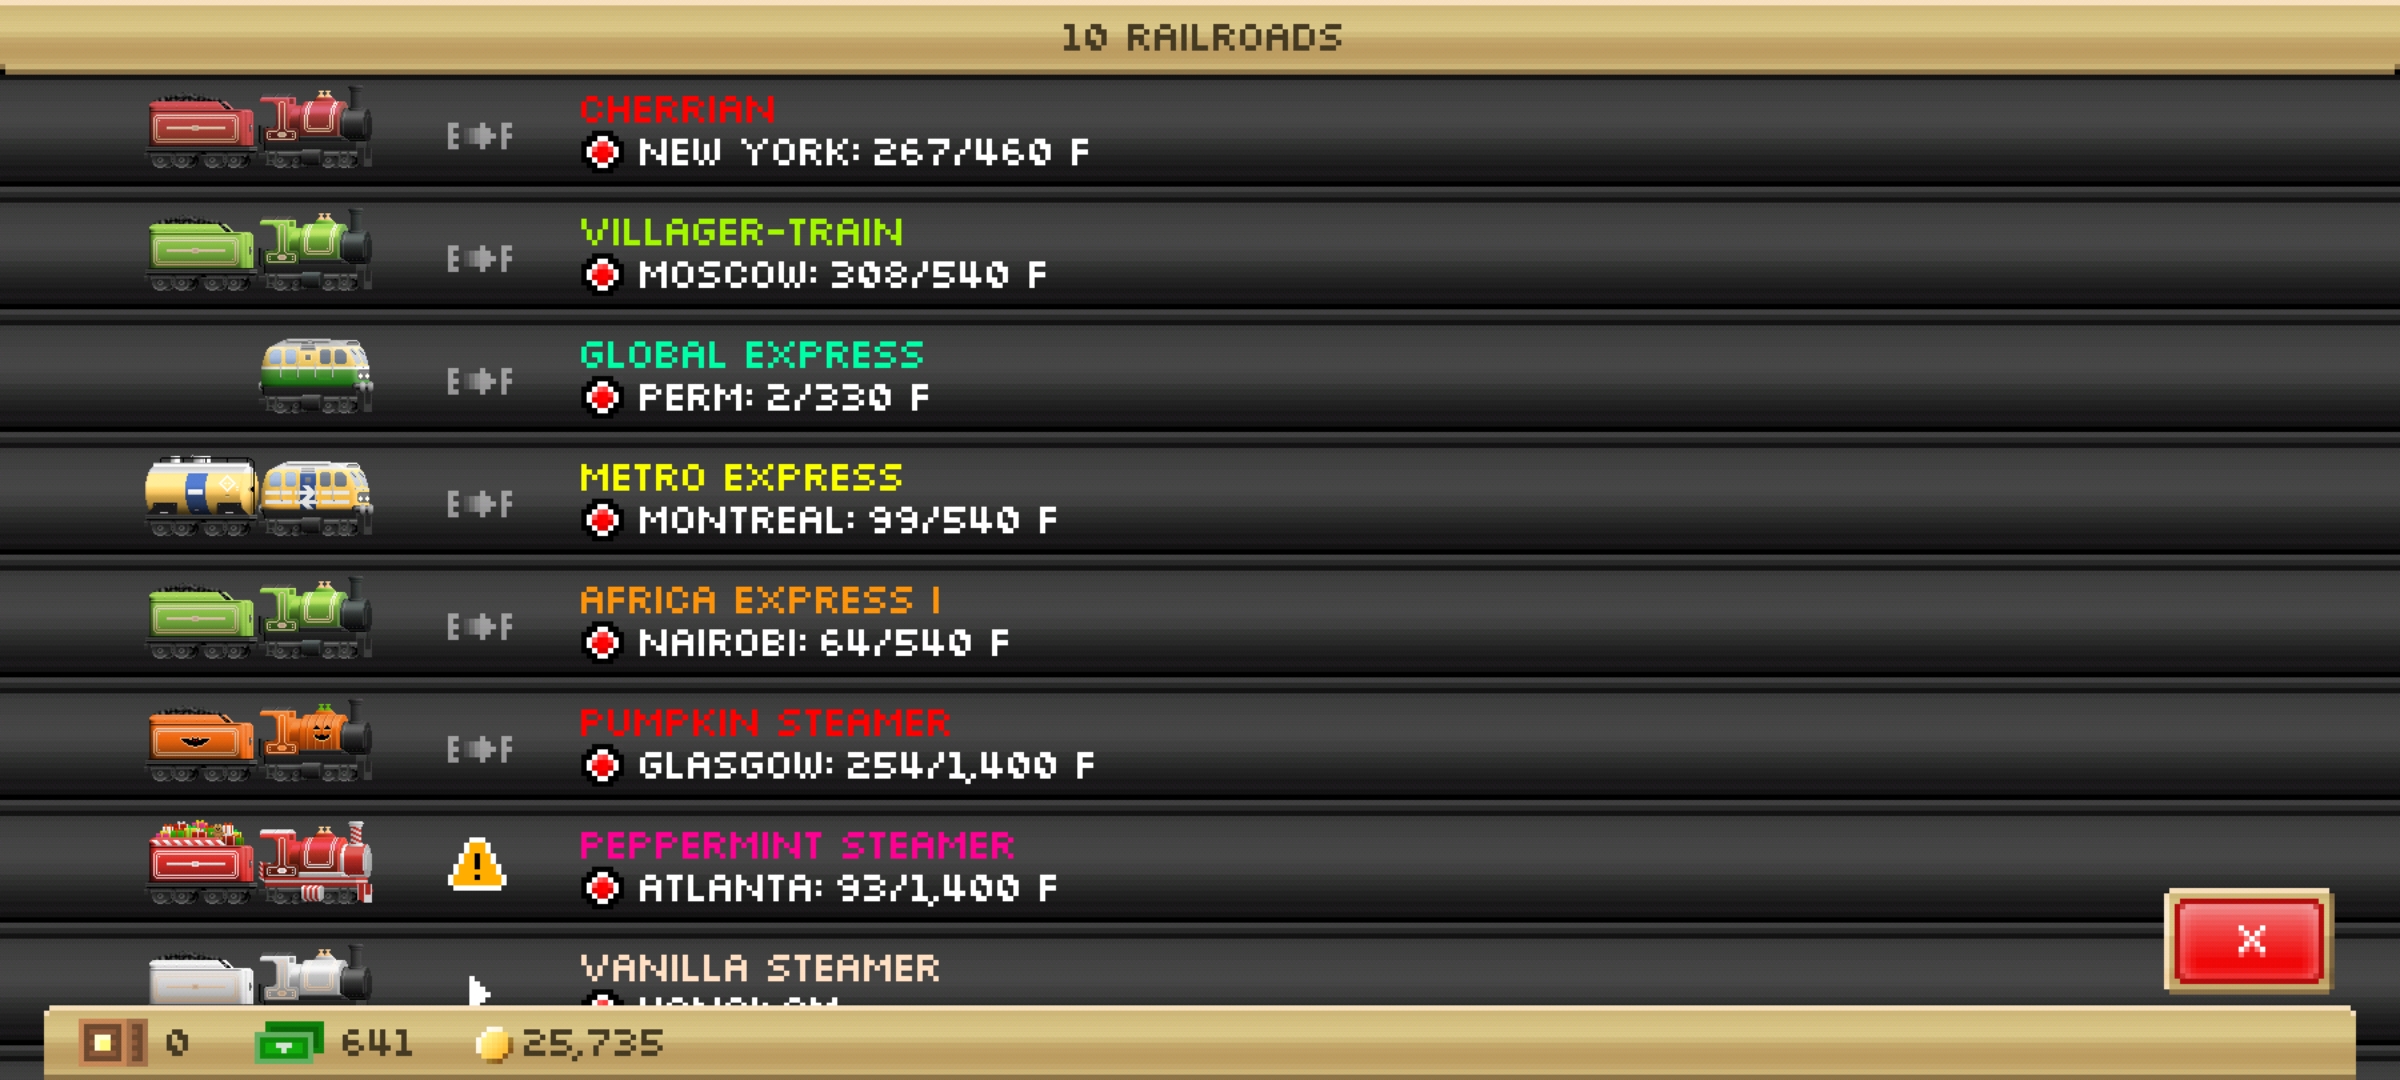 10 RAILROADS
CHERRIAN
E F NEW YORK: 267/460 F
VILLAGER-TRAIN
E F MOSCOW: 308/540 F
GLOBAL EXPRESS
E F PERM: 2/330 F
METRO EXPRESS
E F MONTREAL: 99/540 F
AFRICA EXPRESS I
E F NAIROBI: 64/540 F
PUMPKIN STEAMER
E F GLASGOW: 254/1,400 F
PEPPERMINT STEAMER
! ATLANTA: 93/1,400 F
VANILLA STEAMER
X
0 641 25,735